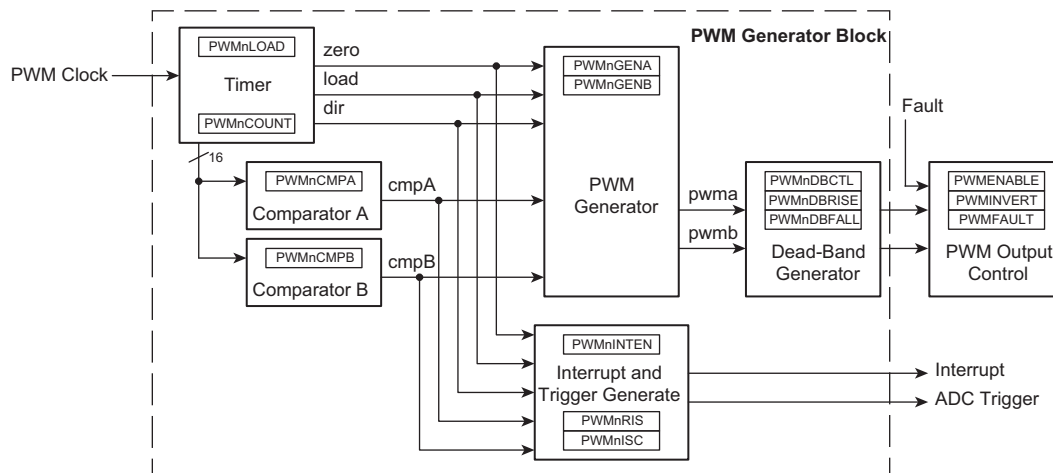 PWM Generator Block
PWM Clock
PWMnLOAD
Timer
PWMnCOUNT
zero
load
dir
16
PWMnCMPA
Comparator A
cmpA
PWMnCMPB
Comparator B
cmpB
PWMnGENA
PWMnGENB
PWM
Generator
pwma
pwmb
PWMnDBCTL
PWMnDBRISE
PWMnDBFALL
Dead-Band
Generator
Fault
PWMENABLE
PWMINVERT
PWMFAULT
PWM Output
Control
PWMnINTEN
Interrupt and
Trigger Generate
PWMnRIS
PWMnISC
Interrupt
ADC Trigger